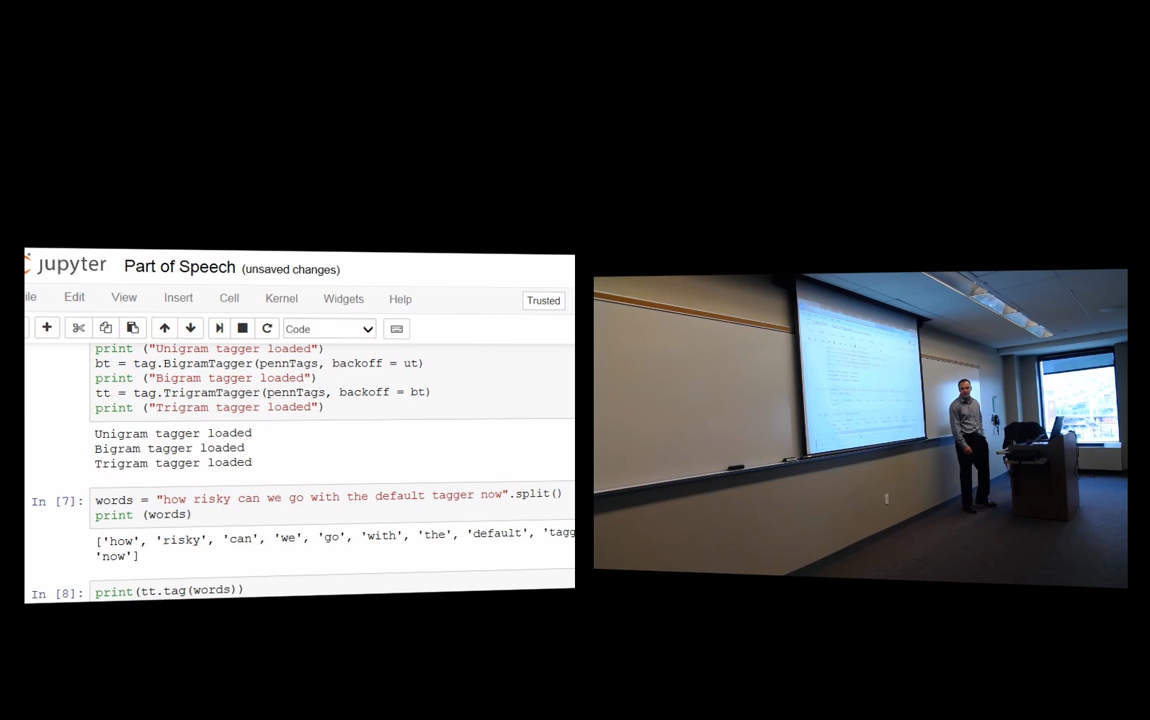 jupyter Part of Speech (unsaved changes)
ile Edit View Insert Cell Kernel Widgets Help Trusted
Code
print ("Unigram tagger loaded")
bt = tag.BigramTagger(pennTags, backoff = ut)
print ("Bigram tagger loaded")
tt = tag.TrigramTagger(pennTags, backoff = bt)
print ("Trigram tagger loaded")
Unigram tagger loaded
Bigram tagger loaded
Trigram tagger loaded
In [7]: words = "how risky can we go with the default tagger now".split()
print (words)
['how', 'risky', 'can', 'we', 'go', 'with', 'the', 'default', 'tagg
'now']
In [8]: print(tt.tag(words))